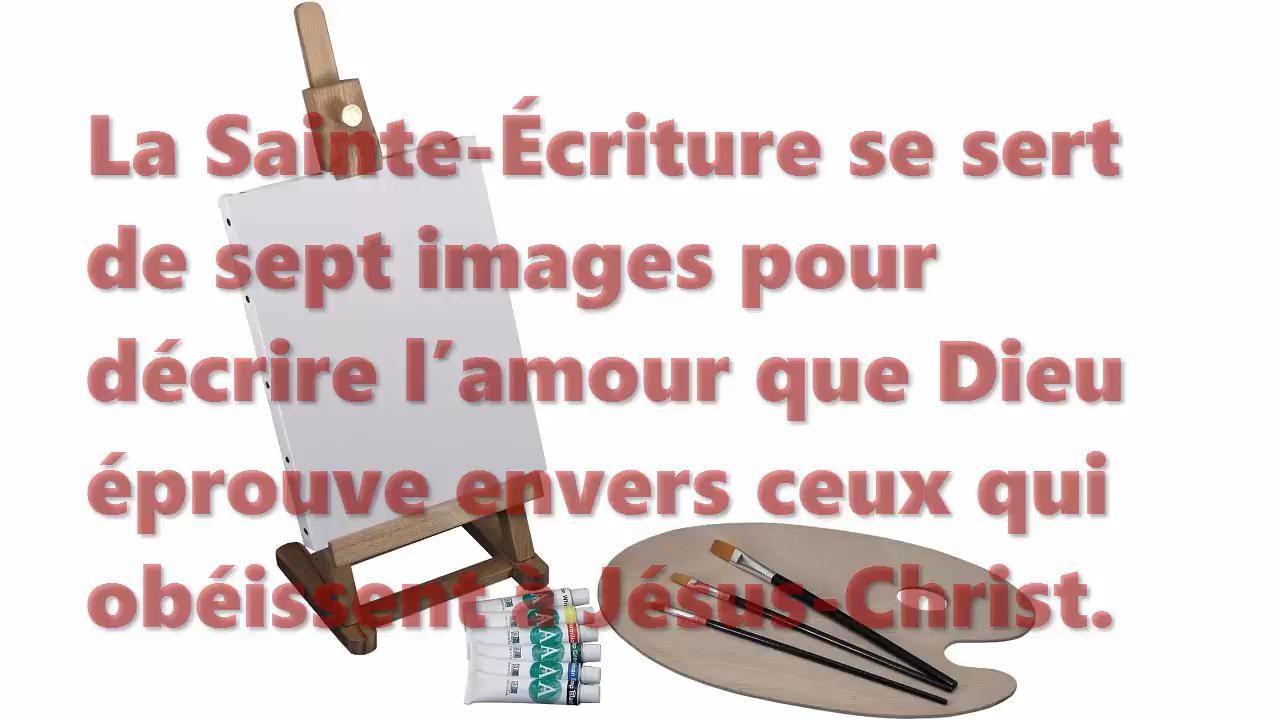 La Sainte-Écriture se sert
de sept images pour
décrire l’amour que Dieu
éprouve envers ceux qui
obéissent à Jésus-Christ.
AAAAA